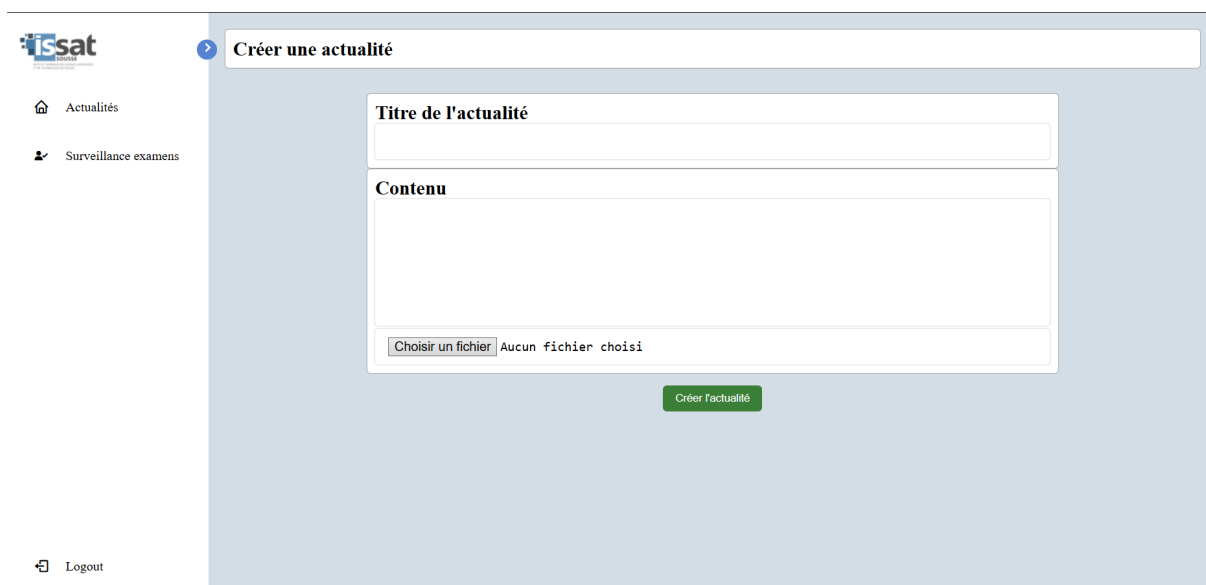 issat
SOUSSE
Créer une actualité
Actualités
Surveillance examens
Titre de l'actualité
Contenu
Choisir un fichier Aucun fichier choisi
Créer l'actualité
Logout